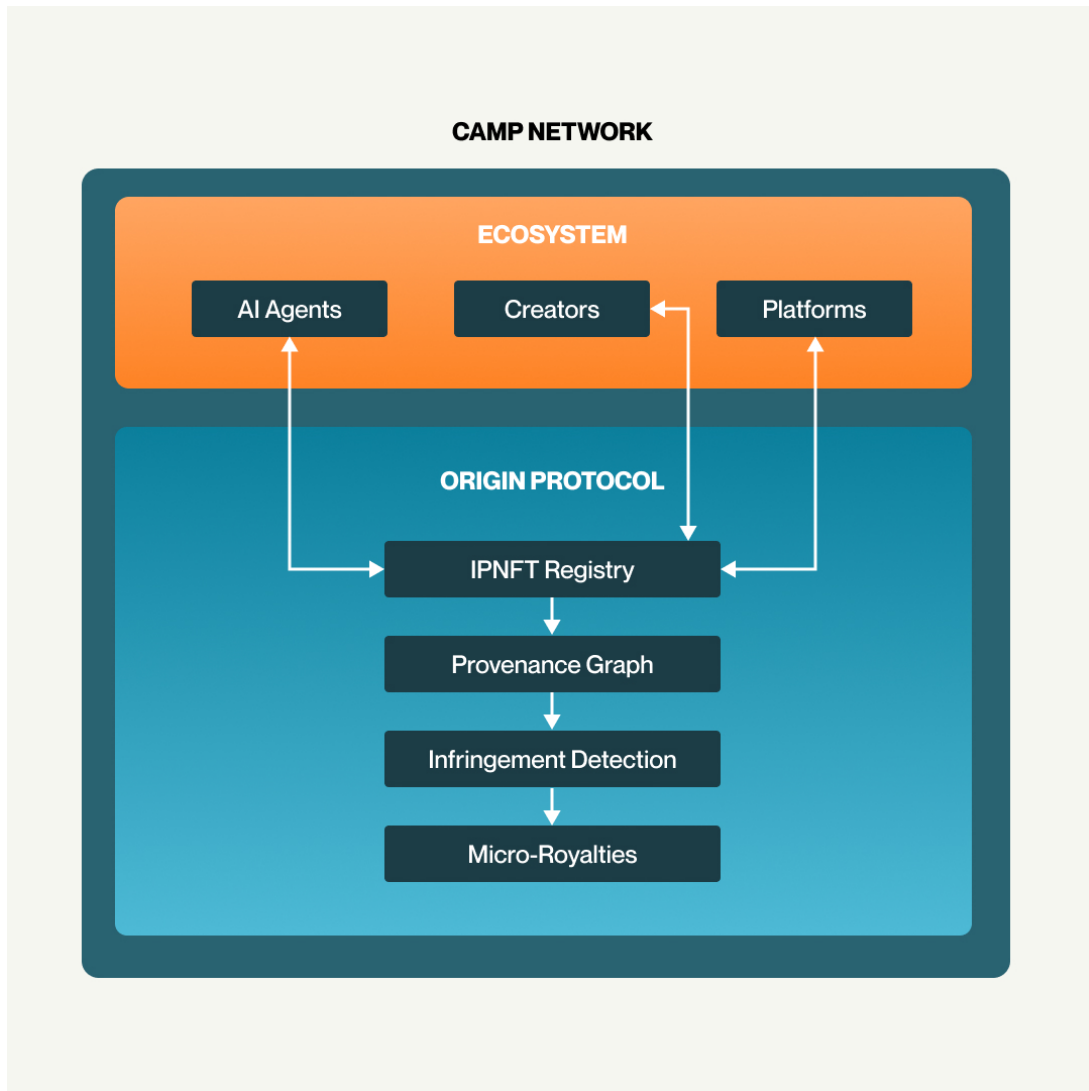 CAMP NETWORK
ECOSYSTEM
AI Agents
Creators
Platforms
ORIGIN PROTOCOL
IPNFT Registry
Provenance Graph
Infringement Detection
Micro-Royalties